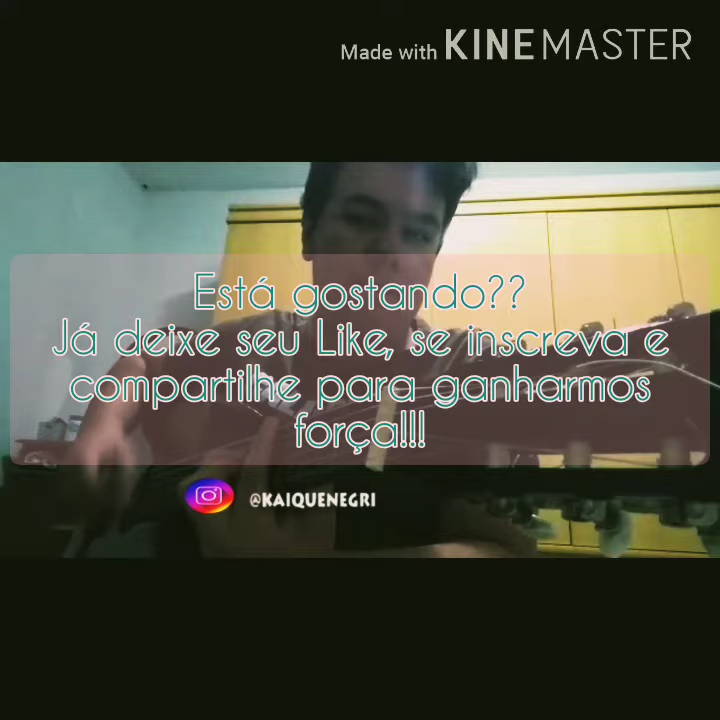 Made with KINEMASTER
Está gostando??
Já deixe seu Like, se inscreva e
compartilhe para ganharmos
força!!!
@KAIQUENEGRI